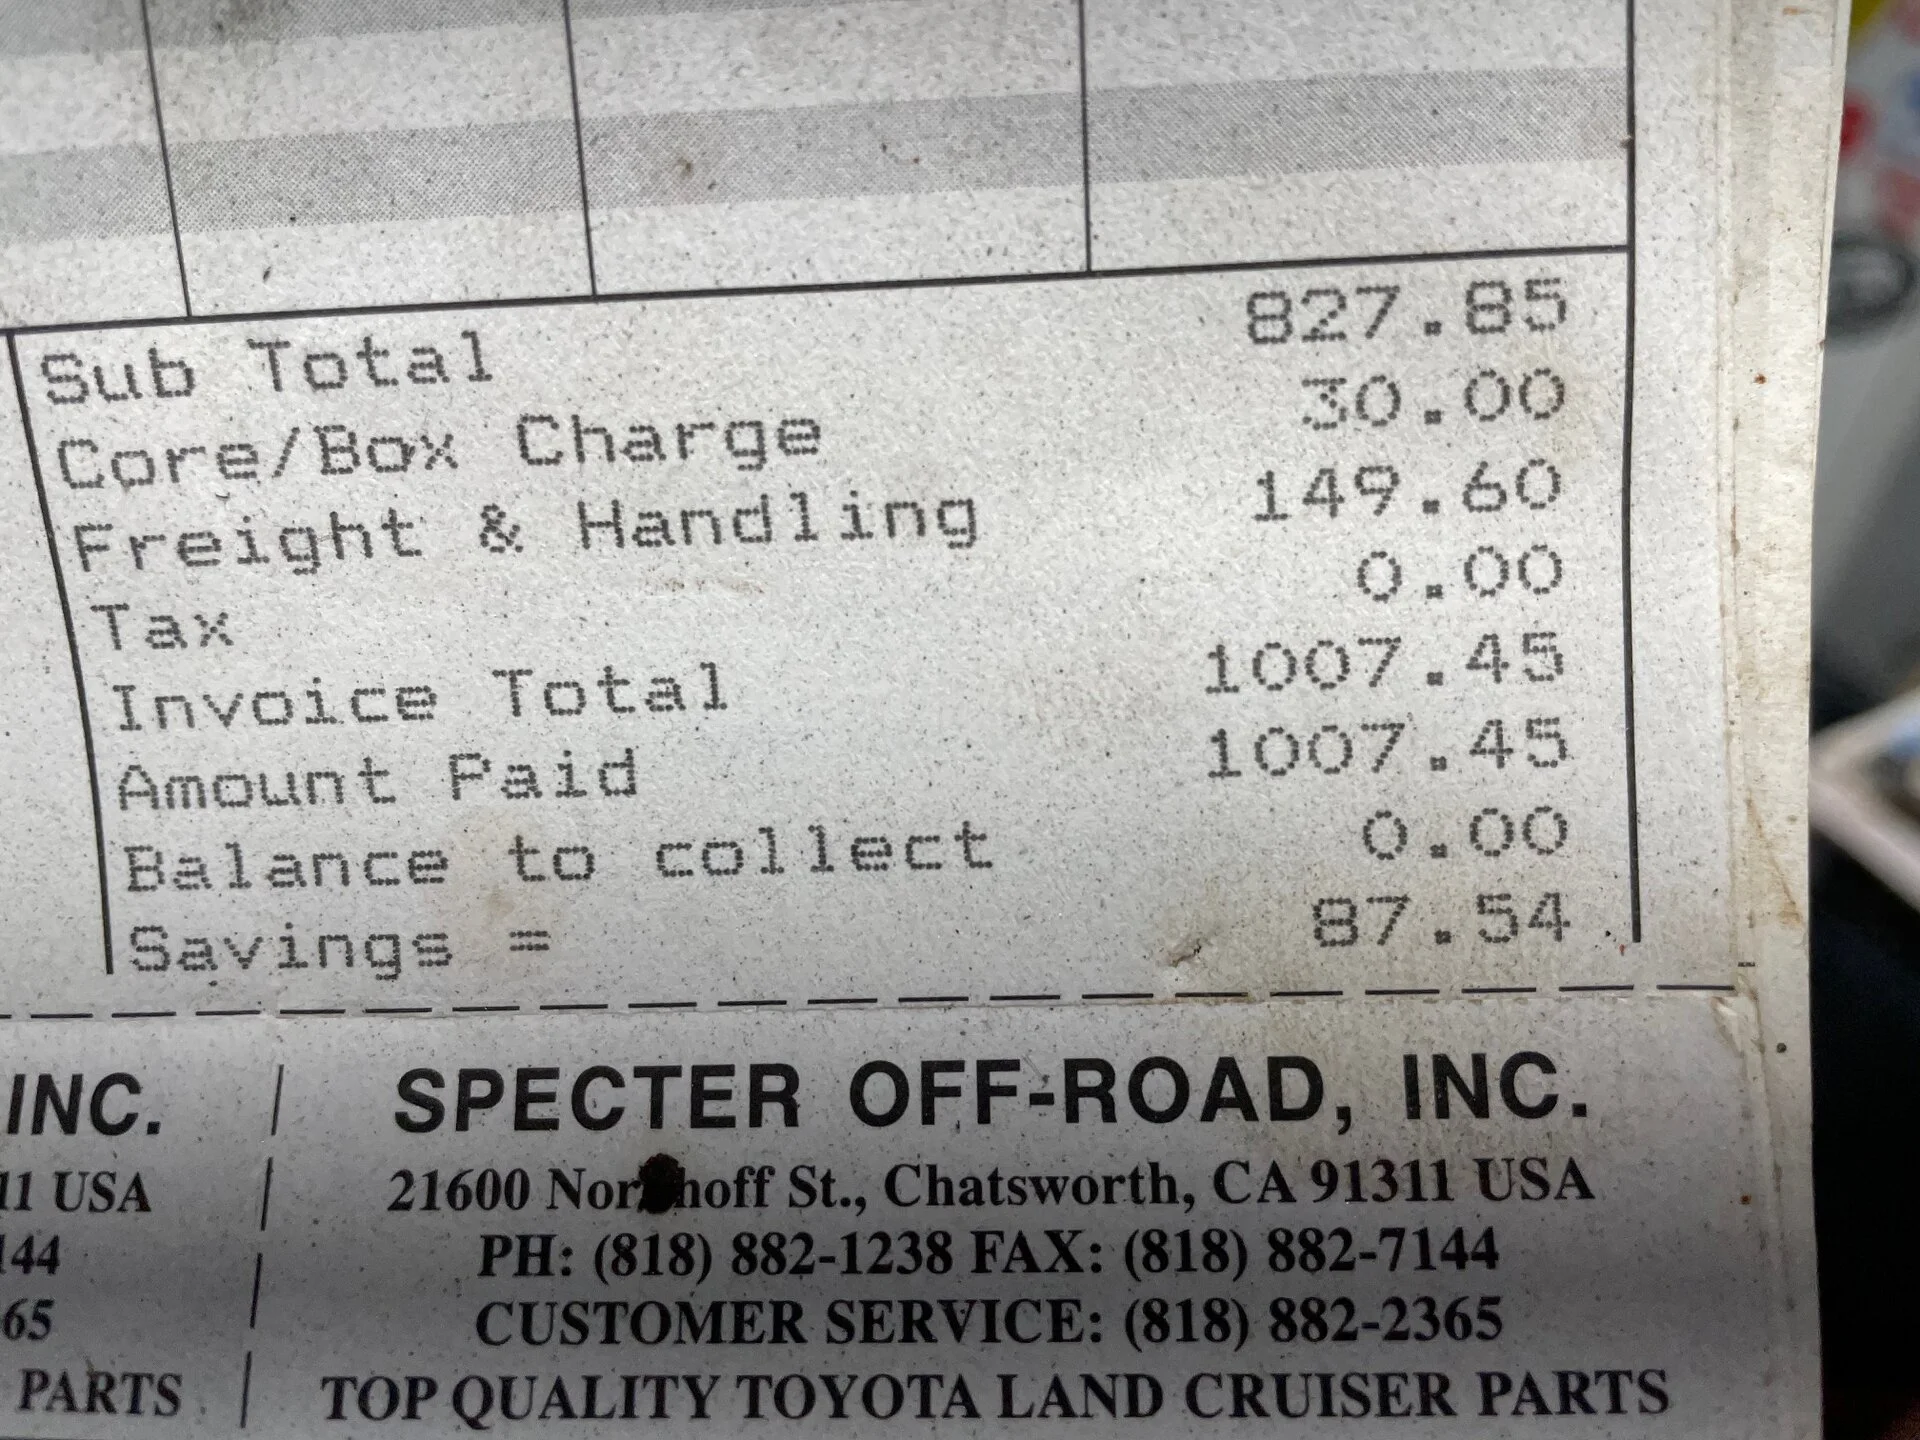 Sub Total 827.85
Core/Box Charge 30.00
Freight & Handling 149.60
Tax 0.00
Invoice Total 1007.45
Amount Paid 1007.45
Balance to collect 0.00
Savings = 87.54
INC. / SPECTER OFF-ROAD, INC.
11 USA / 21600 St., Chatsworth, CA 91311 USA
144 / PH: (818) 882-1238 FAX: (818) 882-7144
65 / CUSTOMER SERVICE: (818) 882-2365
PARTS / TOP QUALITY TOYOTA LAND CRUISER PARTS